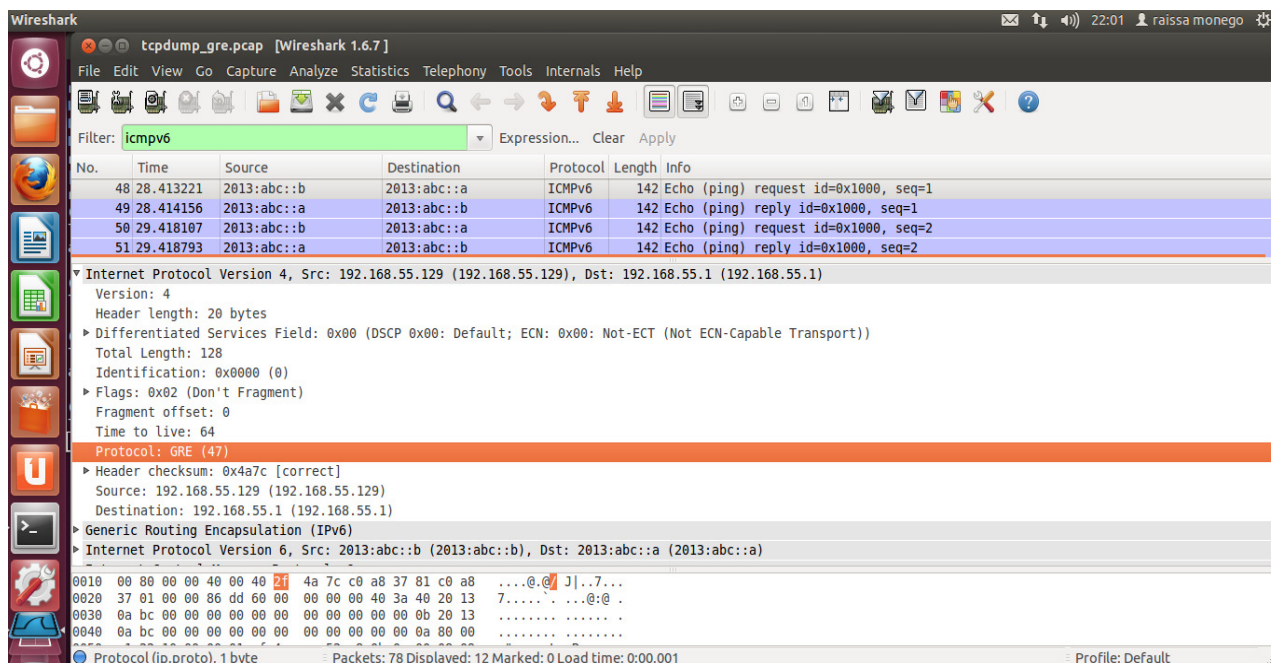 Wireshark 22:01 raissa monego
tcpdump_gre.pcap [Wireshark 1.6.7 ]
File Edit View Go Capture Analyze Statistics Telephony Tools Internals Help
Filter: icmpv6 Expression... Clear Apply
No. Time Source Destination Protocol Length Info
48 28.413221 2013:abc::b 2013:abc::a ICMPv6 142 Echo (ping) request id=0x1000, seq=1
49 28.414156 2013:abc::a 2013:abc::b ICMPv6 142 Echo (ping) reply id=0x1000, seq=1
50 29.418107 2013:abc::b 2013:abc::a ICMPv6 142 Echo (ping) request id=0x1000, seq=2
51 29.418793 2013:abc::a 2013:abc::b ICMPv6 142 Echo (ping) reply id=0x1000, seq=2
Internet Protocol Version 4, Src: 192.168.55.129 (192.168.55.129), Dst: 192.168.55.1 (192.168.55.1)
Version: 4
Header length: 20 bytes
Differentiated Services Field: 0x00 (DSCP 0x00: Default; ECN: 0x00: Not-ECT (Not ECN-Capable Transport))
Total Length: 128
Identification: 0x0000 (0)
Flags: 0x02 (Don't Fragment)
Fragment offset: 0
Time to live: 64
Protocol: GRE (47)
Header checksum: 0x4a7c [correct]
Source: 192.168.55.129 (192.168.55.129)
Destination: 192.168.55.1 (192.168.55.1)
Generic Routing Encapsulation (IPv6)
Internet Protocol Version 6, Src: 2013:abc::b (2013:abc::b), Dst: 2013:abc::a (2013:abc::a)
0010 00 80 00 00 40 00 40 2f 4a 7c c0 a8 37 81 c0 a8 ....@.@/ J|..7...
0020 37 01 00 00 86 dd 60 00 00 00 00 40 3a 40 20 13 7.....`. ...@:@ .
0030 0a bc 00 00 00 00 00 00 00 00 00 00 00 0b 20 13 ........ ...... .
0040 0a bc 00 00 00 00 00 00 00 00 00 00 00 0a 80 00 ........ ........
Protocol (ip.proto), 1 byte Packets: 78 Displayed: 12 Marked: 0 Load time: 0:00.001 Profile: Default